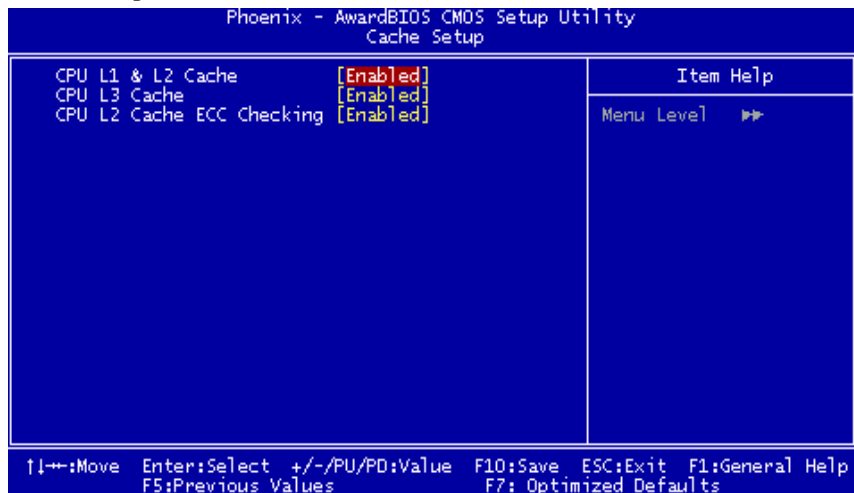 Phoenix - AwardBIOS CMOS Setup Utility
Cache Setup
CPU L1 & L2 Cache [Enabled]
CPU L3 Cache [Enabled]
CPU L2 Cache ECC Checking [Enabled]
Item Help
Menu Level ▶▶
↑↓→←:Move Enter:Select +/-/PU/PD:Value F10:Save ESC:Exit F1:General Help
F5:Previous Values F7: Optimized Defaults